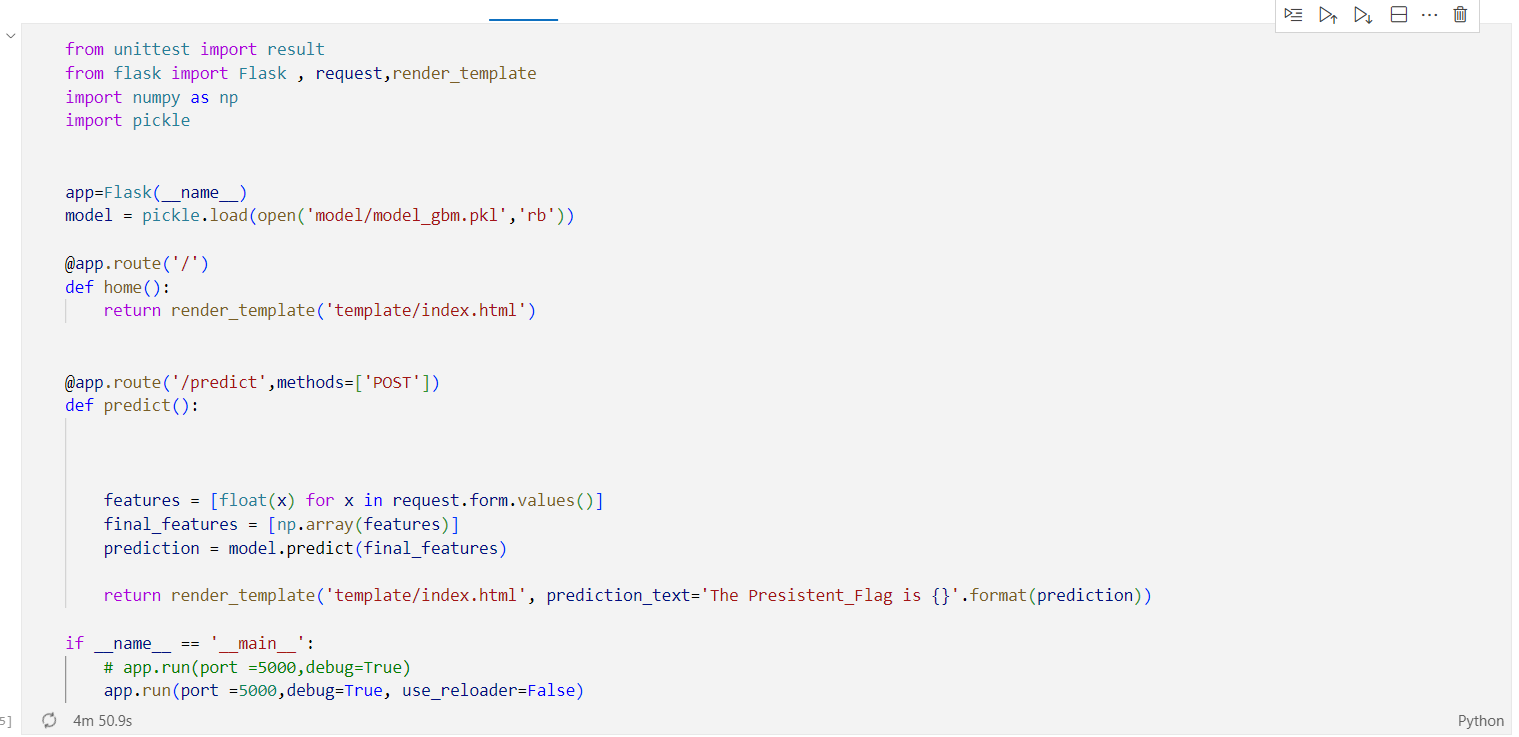 from unittest import result
from flask import Flask , request,render_template
import numpy as np
import pickle
app=Flask(__name__)
model = pickle.load(open('model/model_gbm.pkl','rb'))
@app.route('/')
def home():
    return render_template('template/index.html')
@app.route('/predict',methods=['POST'])
def predict():
    features = [float(x) for x in request.form.values()]
    final_features = [np.array(features)]
    prediction = model.predict(final_features)
    return render_template('template/index.html', prediction_text='The Presistent_Flag is {}'.format(prediction))
if __name__ == '__main__':
    # app.run(port =5000,debug=True)
    app.run(port =5000,debug=True, use_reloader=False)
5] 4m 50.9s Python